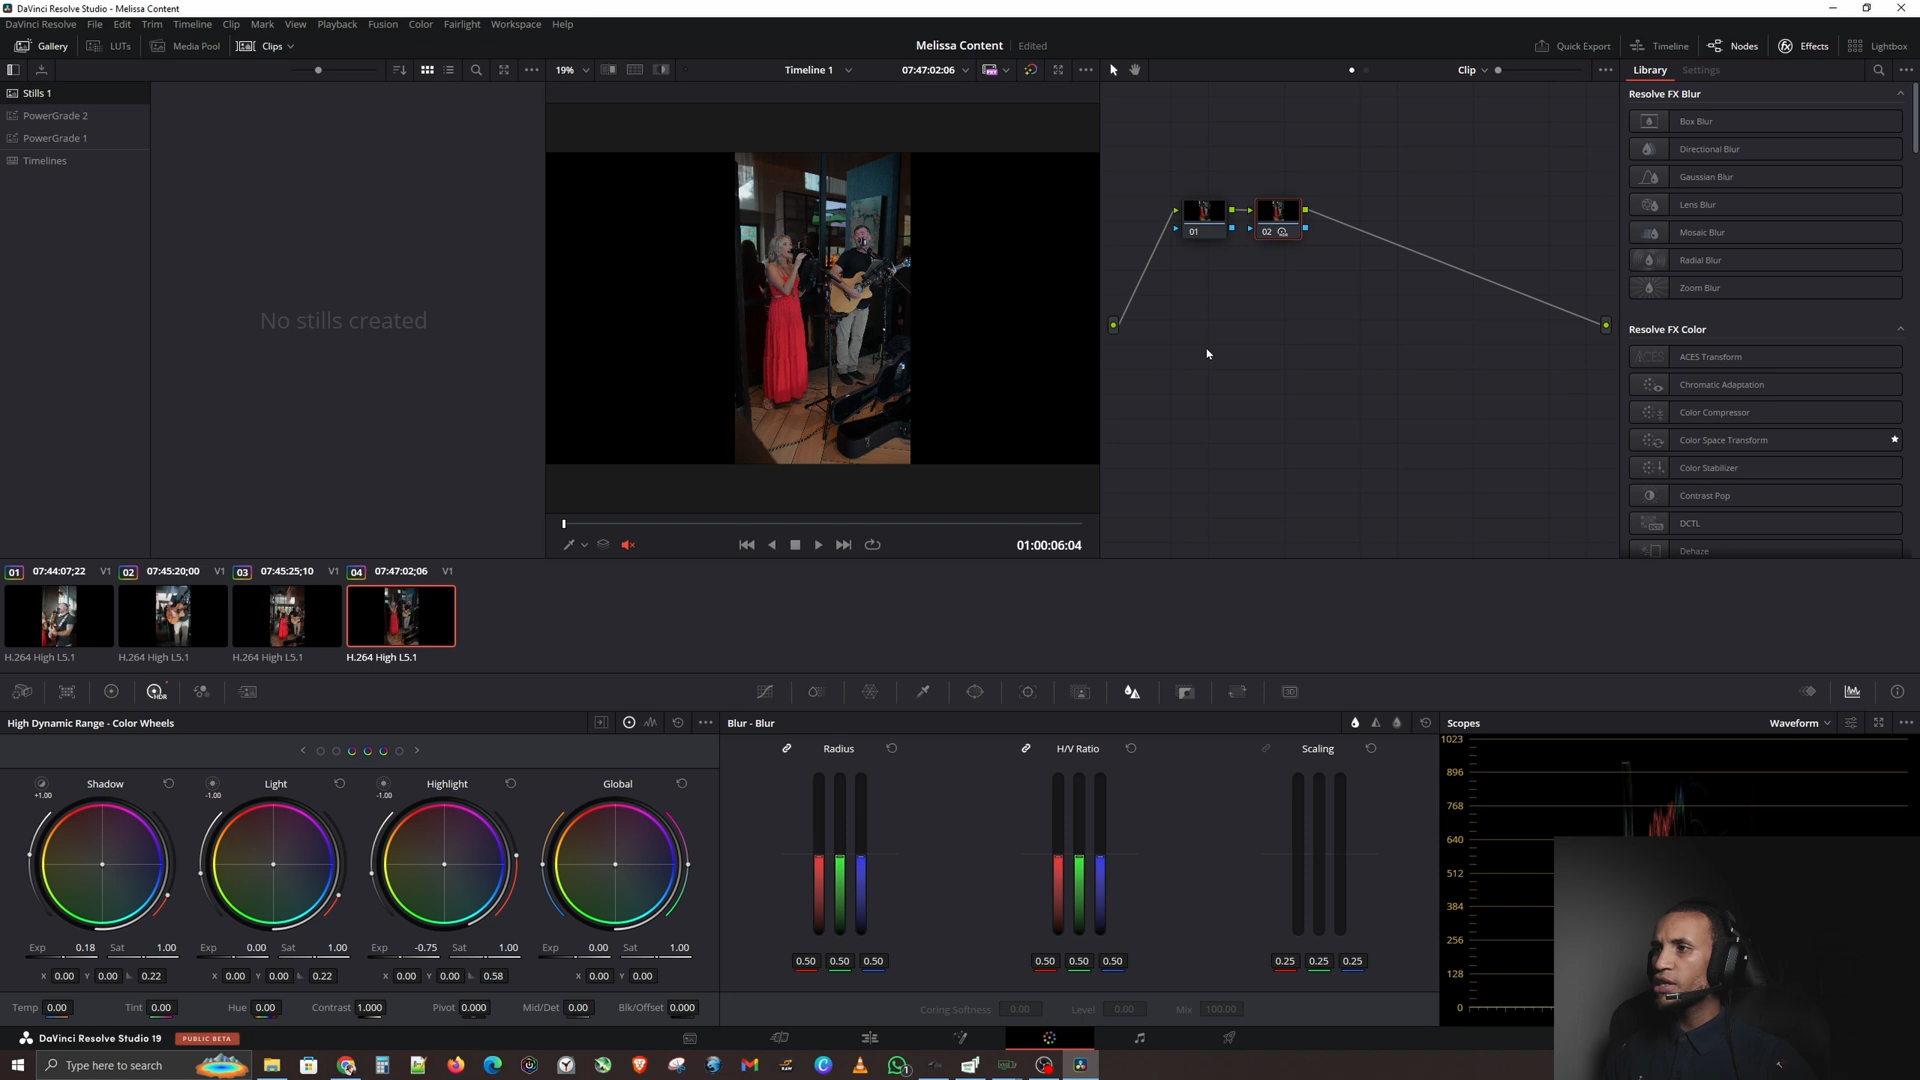 DaVinci Resolve Studio - Melissa Content
DaVinci Resolve File Edit Trim Timeline Clip Mark View Playback Fusion Color Fairlight Workspace Help
Gallery LUTs Media Pool Clips Melissa Content Edited Quick Export Timeline Nodes Effects Lightbox
19% Timeline 1 07:47:02:06 Clip Library Settings
Stills 1
PowerGrade 2
PowerGrade 1
Timelines
No stills created
01 02
Resolve FX Blur
Box Blur
Directional Blur
Gaussian Blur
Lens Blur
Mosaic Blur
Radial Blur
Zoom Blur
Resolve FX Color
ACES Transform
Chromatic Adaptation
Color Compressor
Color Space Transform
Color Stabilizer
Contrast Pop
DCTL
Dehaze
01:00:06:04
01 07:44:07;22 V1 02 07:45:20;00 V1 03 07:45:25;10 V1 04 07:47:02;06 V1
H.264 High L5.1 H.264 High L5.1 H.264 High L5.1 H.264 High L5.1
HDR 3D
High Dynamic Range - Color Wheels Blur - Blur Scopes Waveform
Radius H/V Ratio Scaling
Shadow Light Highlight Global
+1.00 -1.00 -1.00
Exp 0.18 Sat 1.00 Exp 0.00 Sat 1.00 Exp -0.75 Sat 1.00 Exp 0.00 Sat 1.00
0.50 0.50 0.50 0.50 0.50 0.50 0.25 0.25 0.25
X 0.00 Y 0.00 0.22 X 0.00 Y 0.00 0.22 X 0.00 Y 0.00 0.58 X 0.00 Y 0.00
Temp 0.00 Tint 0.00 Hue 0.00 Contrast 1.000 Pivot 0.000 Mid/Det 0.00 Blk/Offset 0.000
Coring Softness 0.00 Level 0.00 Mix 100.00
1023
896
768
640
512
384
256
128
0
DaVinci Resolve Studio 19 PUBLIC BETA
Type here to search